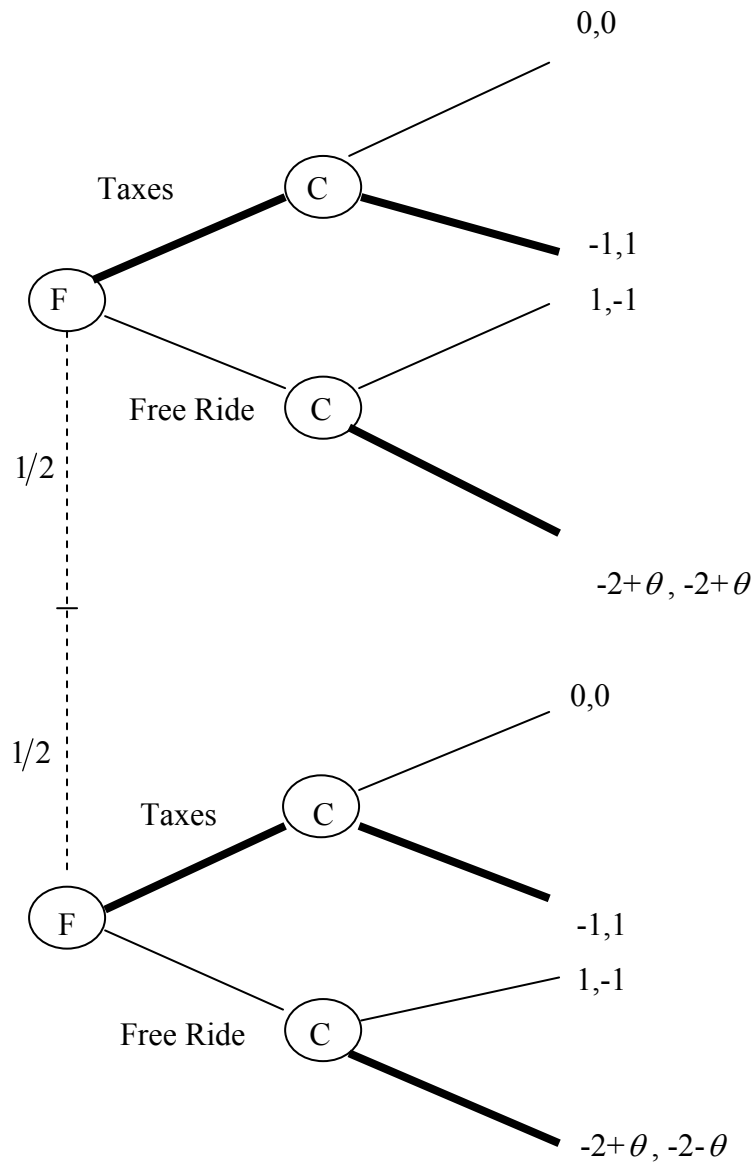 0,0
Taxes
C
-1,1
F
1,-1
Free Ride
C
1/2
-2+θ, -2+θ
0,0
1/2
Taxes
C
F
-1,1
1,-1
Free Ride
C
-2+θ, -2-θ